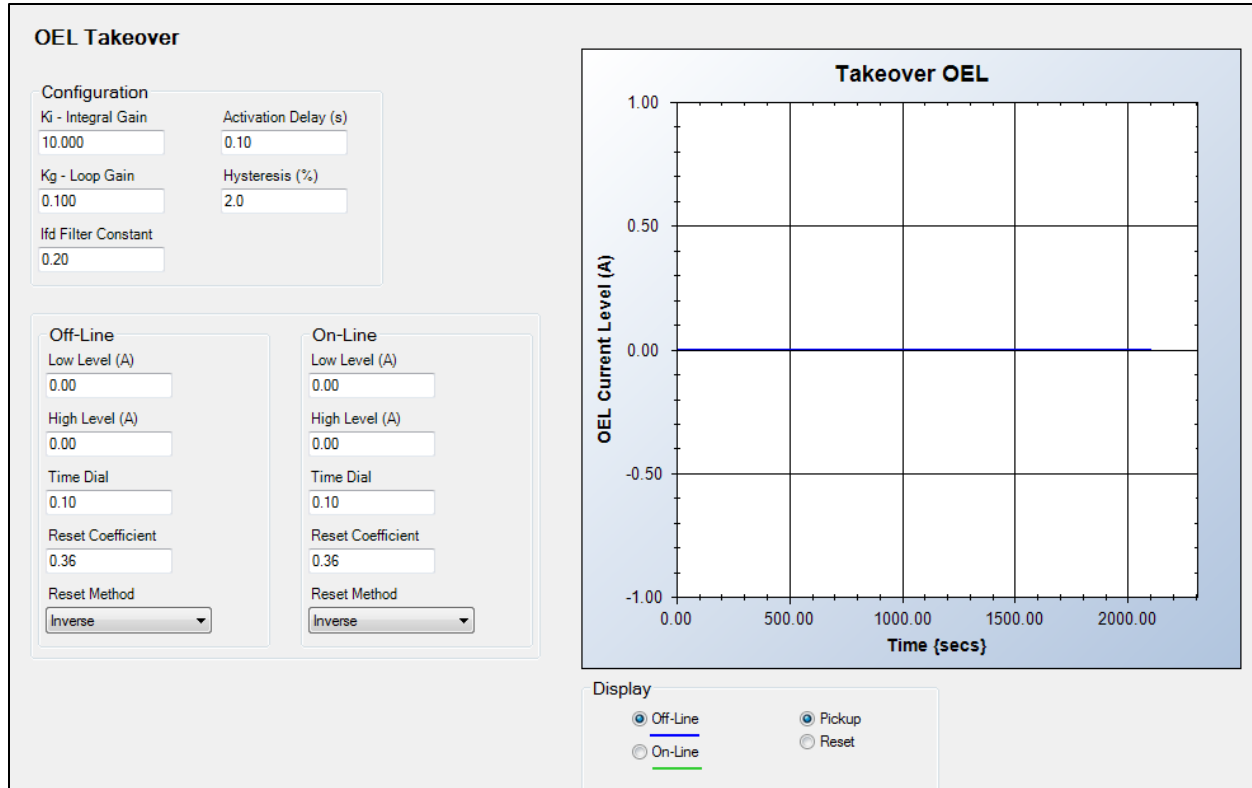 OEL Takeover
Configuration
Ki - Integral Gain
10.000
Activation Delay (s)
0.10
Kg - Loop Gain
0.100
Hysteresis (%)
2.0
Ifd Filter Constant
0.20
Off-Line
Low Level (A)
0.00
High Level (A)
0.00
Time Dial
0.10
Reset Coefficient
0.36
Reset Method
Inverse
On-Line
Low Level (A)
0.00
High Level (A)
0.00
Time Dial
0.10
Reset Coefficient
0.36
Reset Method
Inverse
Takeover OEL
OEL Current Level (A)
1.00
0.50
0.00
-0.50
-1.00
0.00 500.00 1000.00 1500.00 2000.00
Time {secs}
Display
Off-Line
On-Line
Pickup
Reset